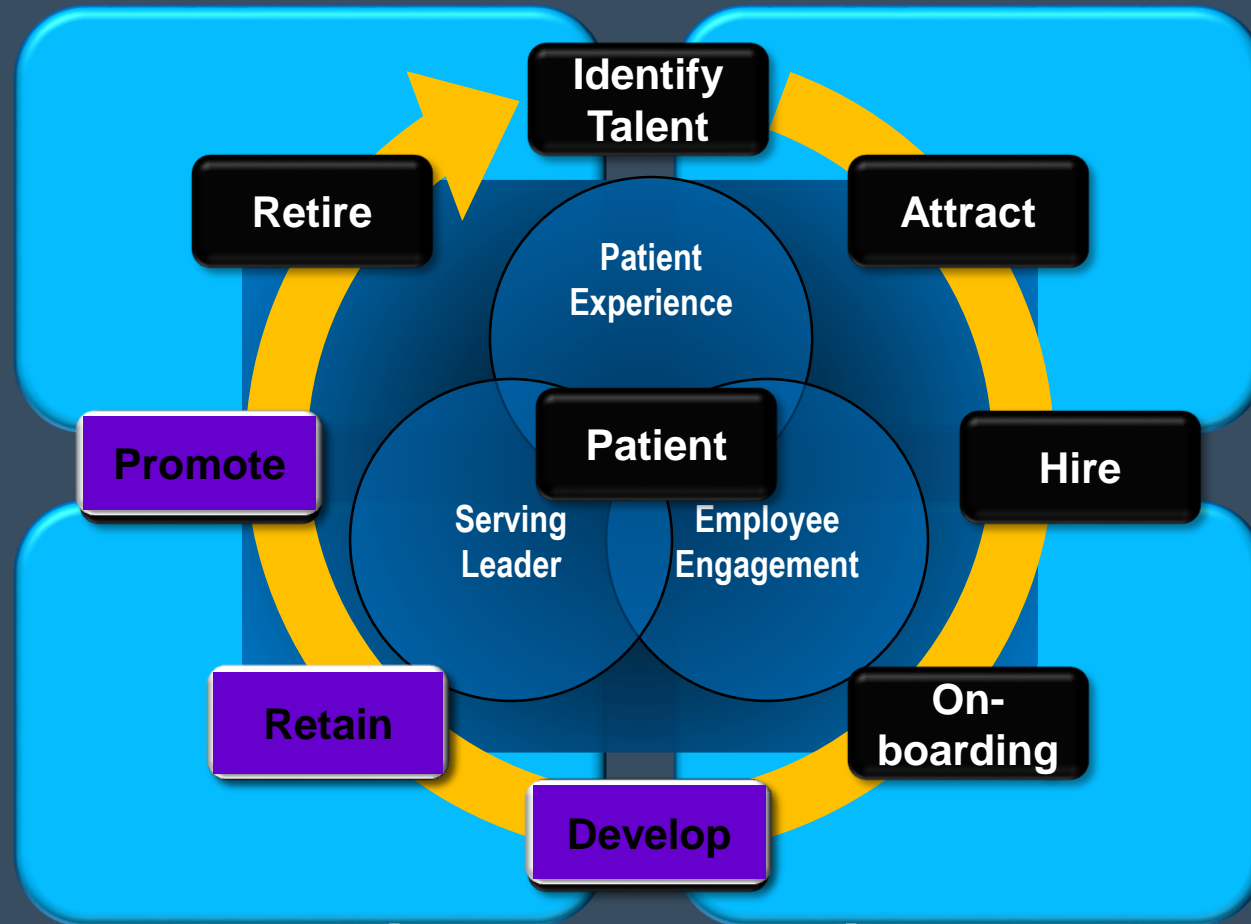 Identify
Talent
Retire
Attract
Patient
Experience
Promote
Patient
Hire
Serving
Leader
Employee
Engagement
Retain
On-
boarding
Develop